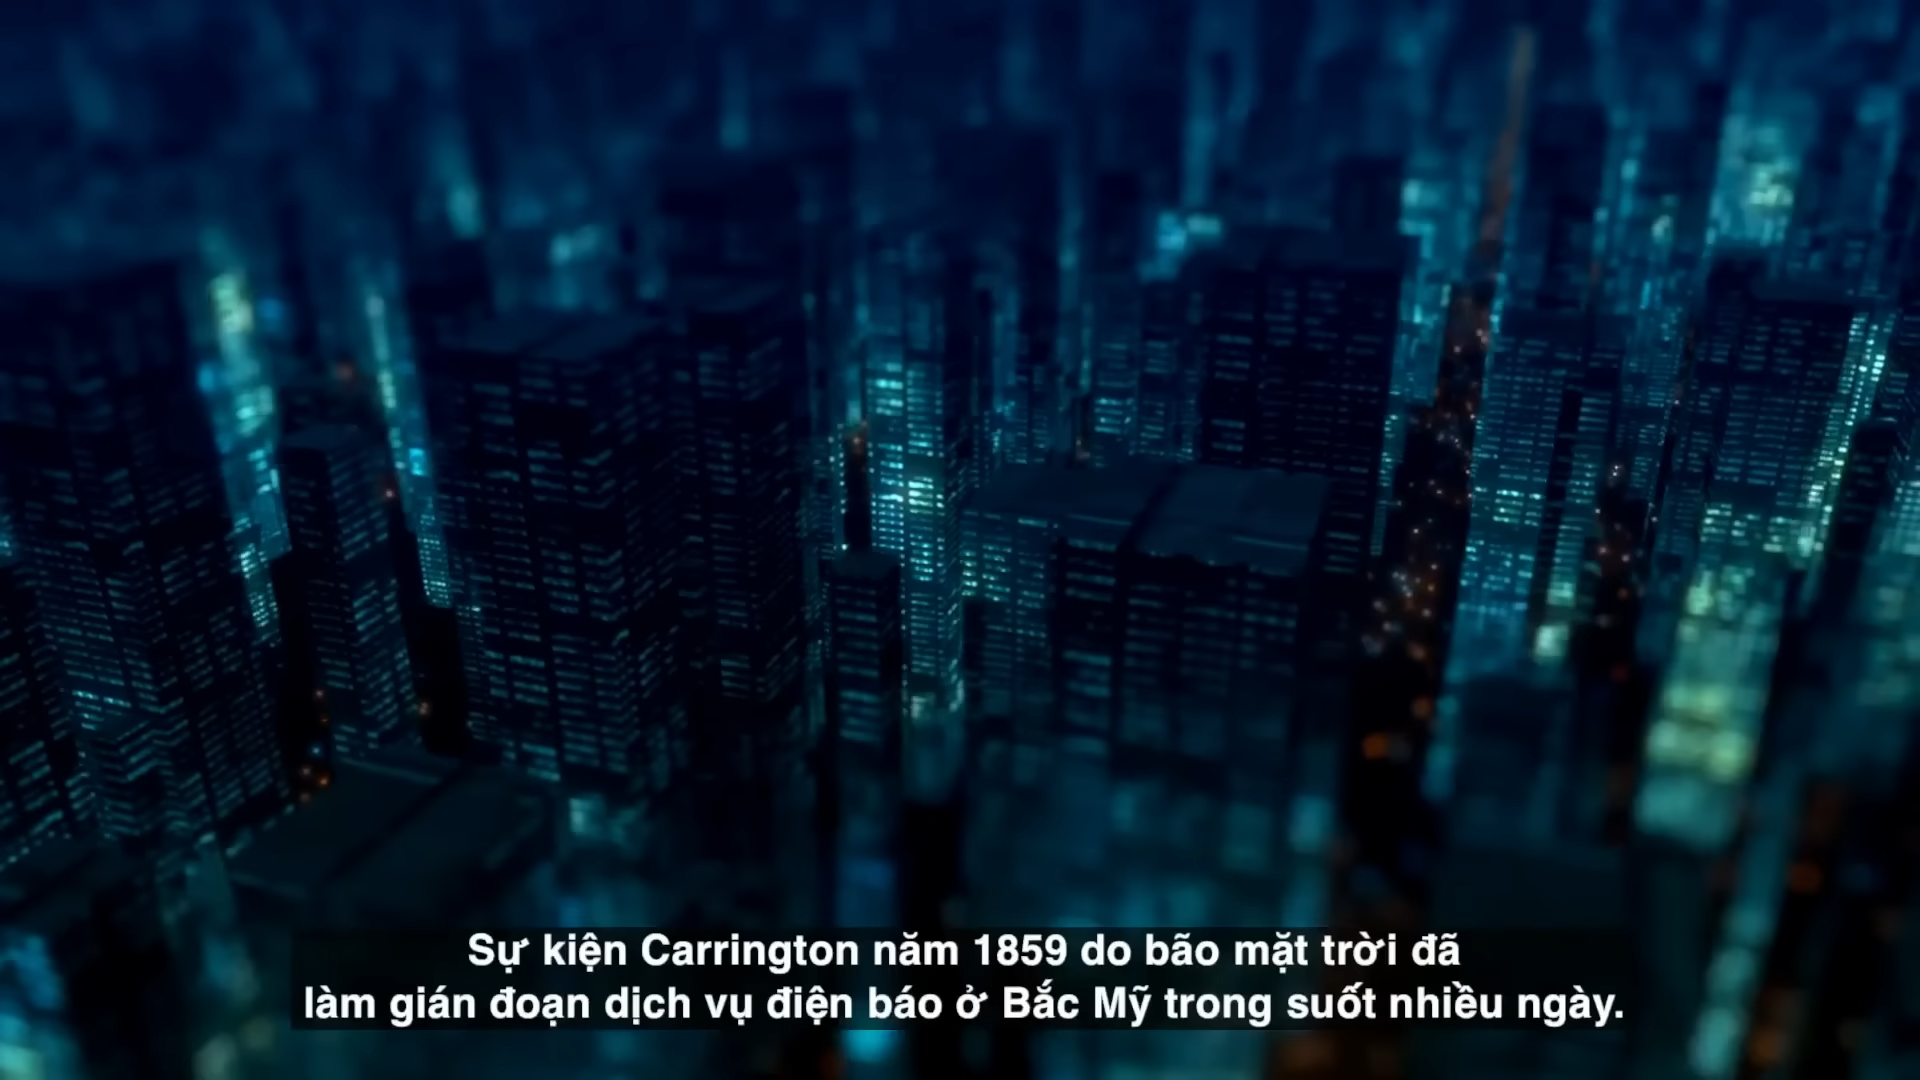 Sự kiện Carrington năm 1859 do bão mặt trời đã
làm gián đoạn dịch vụ điện báo ở Bắc Mỹ trong suốt nhiều ngày.